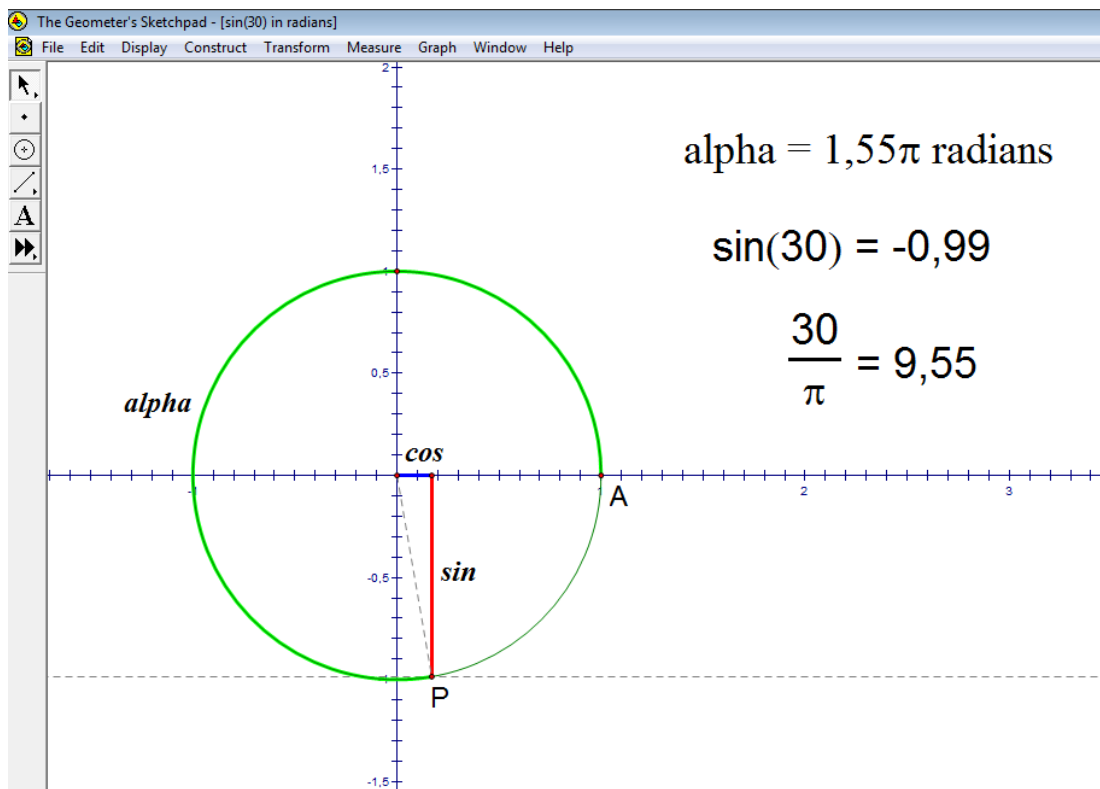 The Geometer's Sketchpad - [sin(30) in radians]
File Edit Display Construct Transform Measure Graph Window Help
2
alpha = 1,55π radians
1,5
A
sin(30) = -0,99
1
30
π
= 9,55
0,5
alpha
cos
-1
1
2
3
A
-0,5
sin
-1
P
-1,5